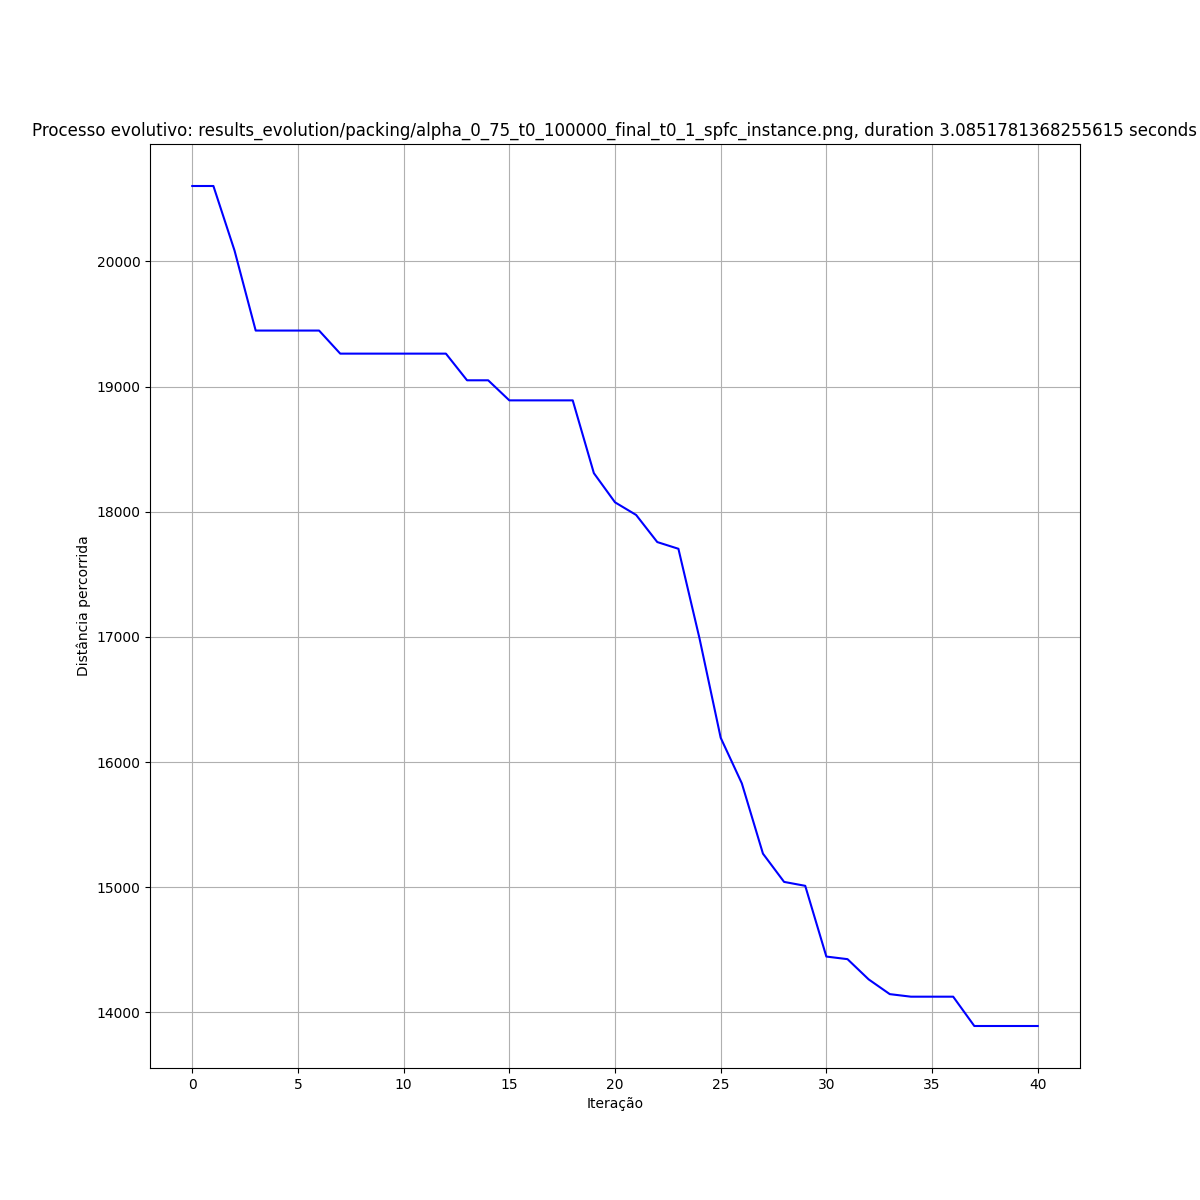 Processo evolutivo: results_evolution/packing/alpha_0_75_t0_100000_final_t0_1_spfc_instance.png, duration 3.0851781368255615 seconds
20000
19000
18000
17000
16000
15000
14000
Distância percorrida
0 5 10 15 20 25 30 35 40
Iteração